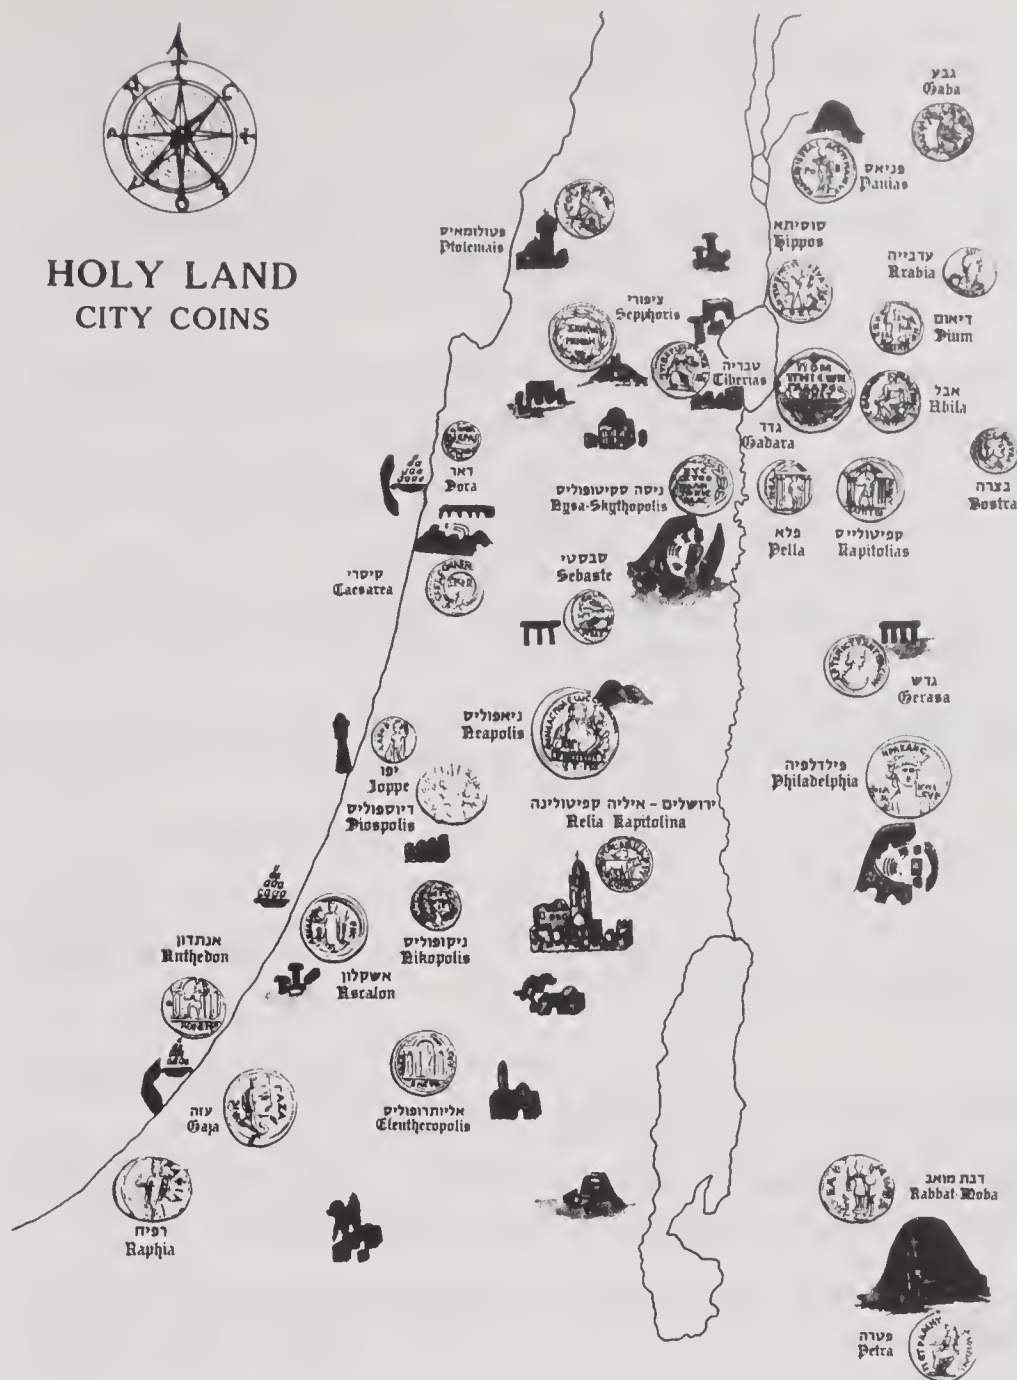 HOLY LAND
CITY COINS
גבע
Gaba
פניאס
Panias
פטולומאיס
Ptolemais
סוסיתא
Hippos
ערבייה
Arabia
ציפורי
Sepphoris
דיאום
Dium
טבריה
Tiberias
אבל
Abila
גדר
Gadara
דאר
Dora
ניסה סקיטופוליס
Nysa-Skythopolis
פלא
Pella
קפיטולייס
Kapitolias
בצרה
Bostra
קיסרי
Caesarea
סבסטי
Sebaste
גרש
Gerasa
ניאפוליס
Neapolis
יפו
Joppe
פילדלפיה
Philadelphia
דיוספוליס
Diospolis
ירושלים - איליה קפיטולינה
Aelia Kapitolina
ניקופוליס
Nikopolis
אשקלון
Ascalon
אנתדון
Anthedon
עזה
Gaza
אליותרופוליס
Eleutheropolis
רפיח
Raphia
רבת מואב
Rabbat-Moba
פטרה
Petra